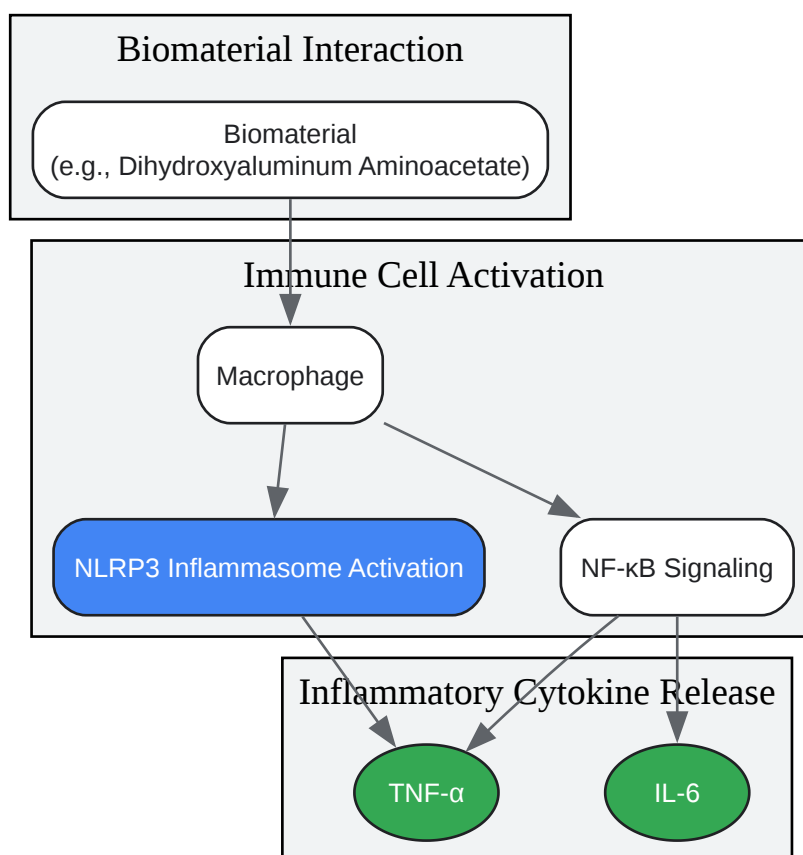 Biomaterial Interaction
Biomaterial
(e.g., Dihydroxyaluminum Aminoacetate)
Immune Cell Activation
Macrophage
NLRP3 Inflammasome Activation
NF-κB Signaling
Inflammatory Cytokine Release
TNF-α
IL-6